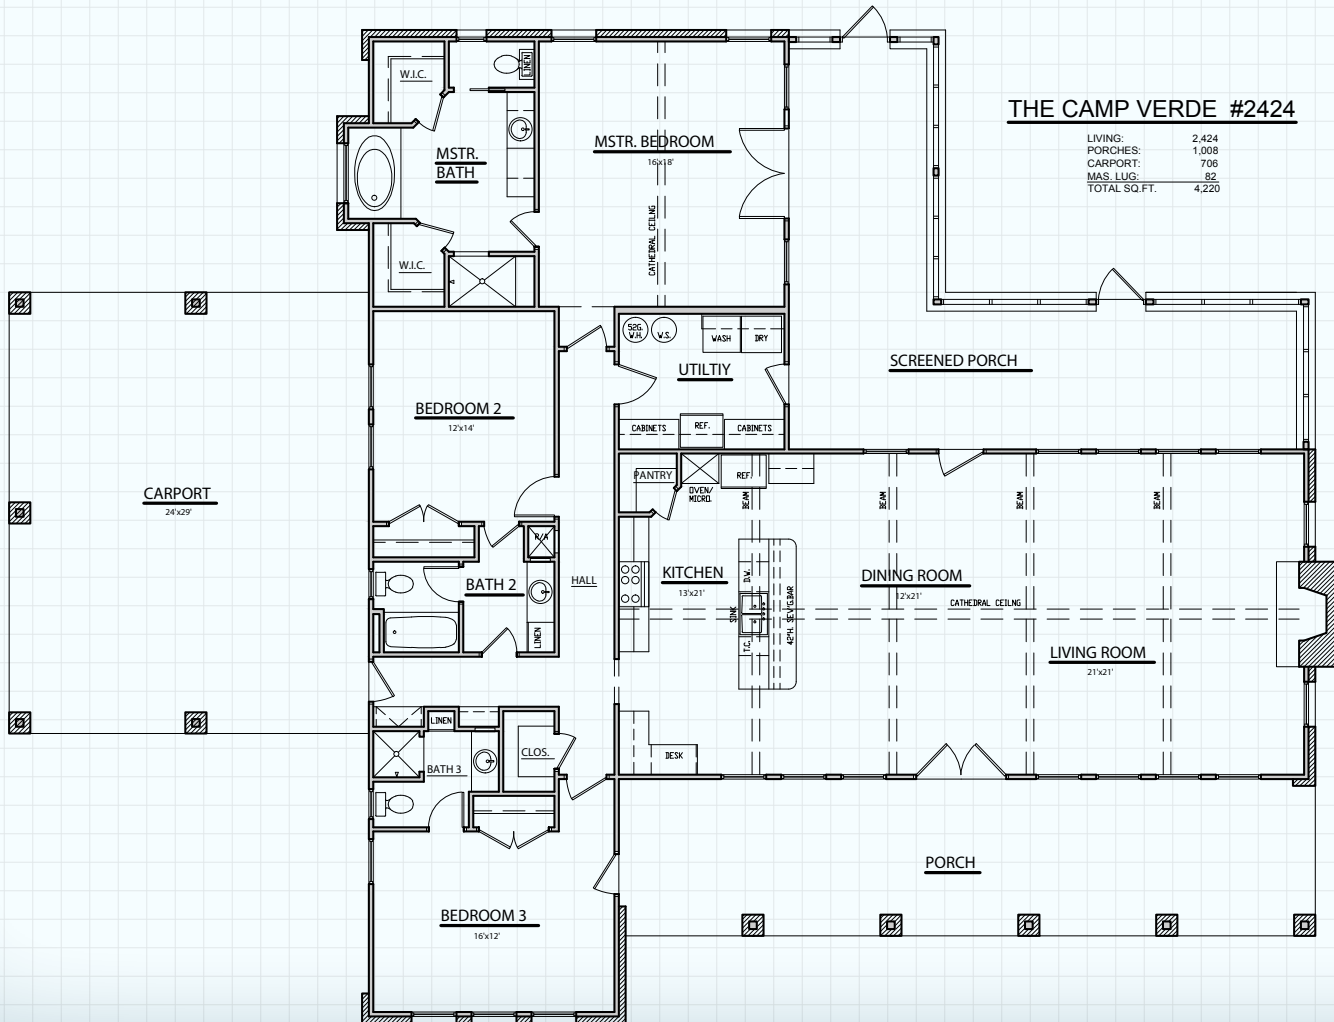 THE CAMP VERDE #2424
LIVING: 2,424
PORCHES: 1,008
CARPORT: 706
MAS. LUG: 82
TOTAL SQ.FT. 4,220
W.I.C.
LINEN
MSTR.
BATH
MSTR. BEDROOM
16'x18'
CATHEDRAL CEILNG
W.I.C.
52G.
W.H.
W.S.
WASH
DRY
UTILTIY
CABINETS
REF.
CABINETS
SCREENED PORCH
BEDROOM 2
12'x14'
CARPORT
24'x29'
PANTRY
OVEN/
MICRO.
REF.
BEAM
BEAM
BEAM
BEAM
R/A
BATH 2
LINEN
HALL
KITCHEN
13'x21'
D.W.
SINK
T.C.
42"H. SEV'G.BAR
DINING ROOM
12'x21'
CATHEDRAL CEILNG
LIVING ROOM
21'x21'
LINEN
BATH 3
CLOS.
DESK
PORCH
BEDROOM 3
16'x12'